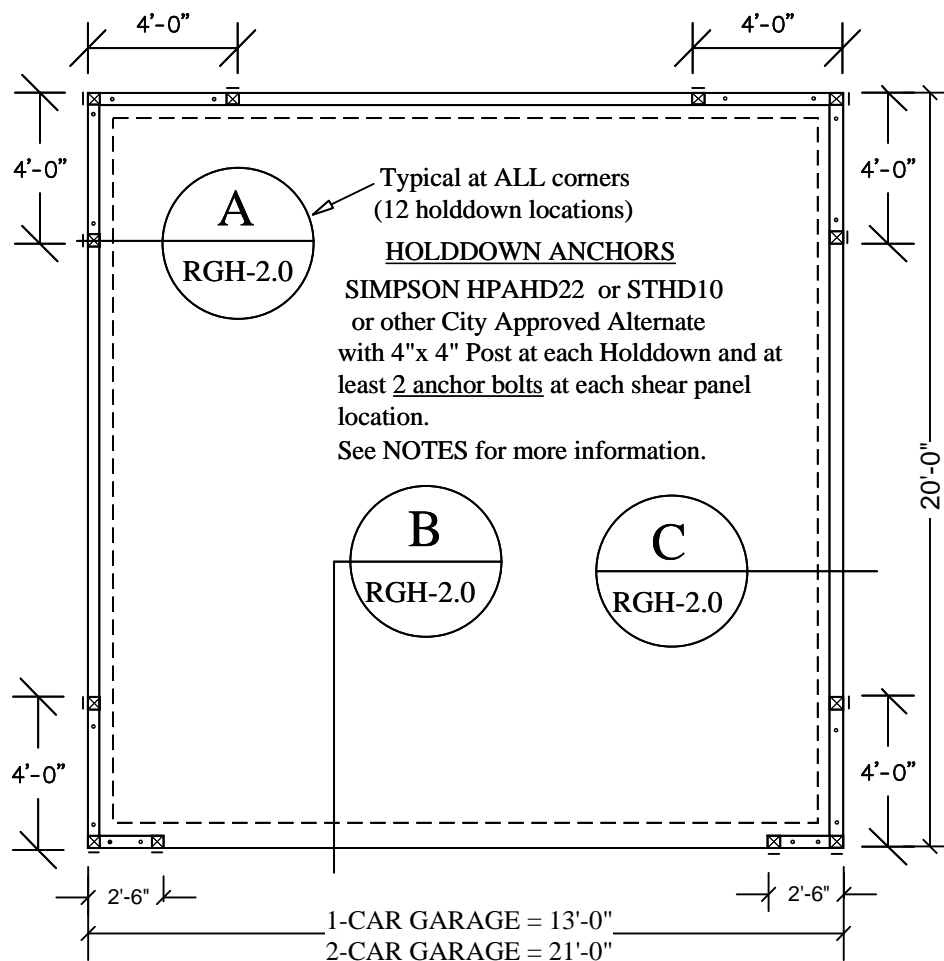 4'-0"
4'-0"
4'-0"
4'-0"
A
RGH-2.0
Typical at ALL corners
(12 holddown locations)
HOLDDOWN ANCHORS
SIMPSON HPAHD22 or STHD10
or other City Approved Alternate
with 4"x 4" Post at each Holddown and at
least 2 anchor bolts at each shear panel
location.
See NOTES for more information.
20'-0"
B
RGH-2.0
C
RGH-2.0
4'-0"
4'-0"
2'-6"
2'-6"
1-CAR GARAGE = 13'-0"
2-CAR GARAGE = 21'-0"